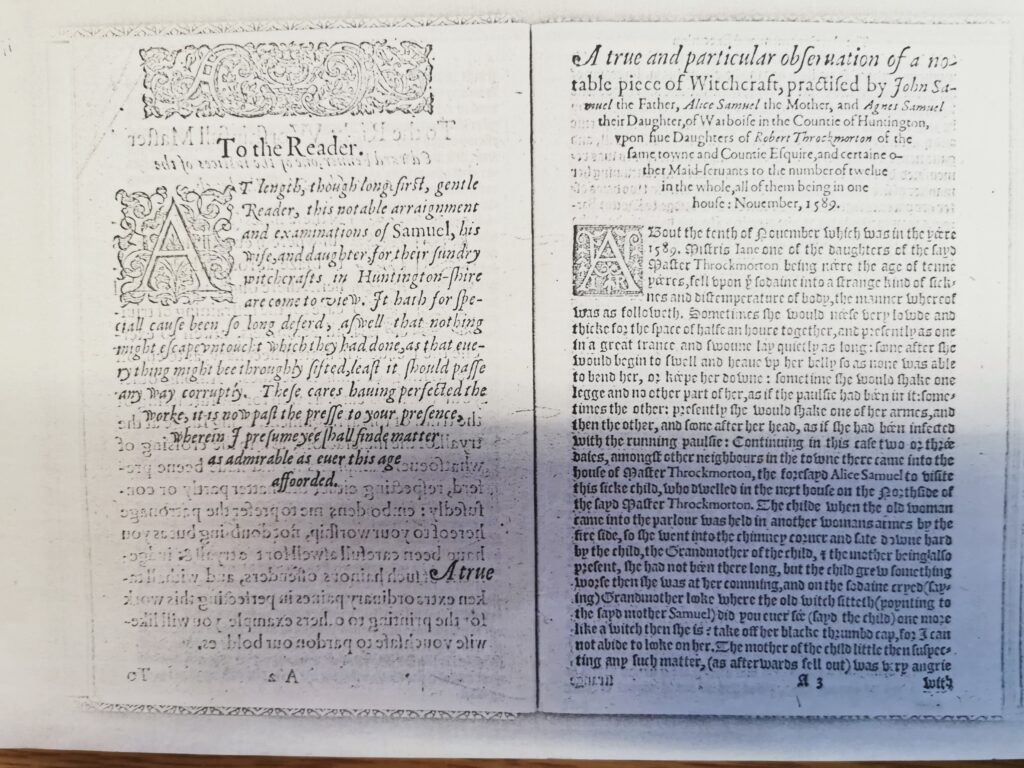 To the Reader.
AT length, though long first, gentle
Reader, this notable arraignment
and examinations of Samuel, his
wife, and daughter, for their sundry
witchcrafts in Huntington-shire
are come to view. It hath for spe-
ciall cause been so long deferd, aswell that nothing
might escape vntoucht which they had done, as that eue-
ry thing might bee throughly sifted, least it should passe
any way corruptly. These cares hauing perfected the
worke, it is now past the presse to your presence,
wherein I presume yee shall finde matter
as admirable as euer this age
affoorded.
A true
A true and particular obseruation of a no-
table piece of Witchcraft, practised by John Sa-
muel the Father, Alice Samuel the Mother, and Agnes Samuel
their Daughter, of Warboise in the Countie of Huntington,
vpon fiue Daughters of Robert Throckmorton of the
same towne and Countie Esquire, and certaine o-
ther Maid-seruants to the number of twelue
in the whole, all of them being in one
house: Nouember, 1589.
ABout the tenth of Nouember which was in the yeere
1589. Mistris Iane one of the daughters of the sayd
Master Throckmorton being neere the age of tenne
yeeres, fell vpon yͤ sodaine into a strange kind of sick-
nes and distemperature of body, the manner whereof
was as followeth. Sometimes she would neese very lowde and
thicke for the space of halfe an houre together, and presently as one
in a great trance and swoune lay quietly as long: soone after she
would begin to swell and heaue vp her belly so as none was able
to bend her, or keepe her downe: sometime she would shake one
legge and no other part of her, as if the paulsie had been in it: some-
times the other: presently she would shake one of her armes, and
then the other, and soone after her head, as if she had been infected
with the running paulsie: Continuing in this case two or three
daies, amongst other neighbours in the towne there came into the
house of Master Throckmorton, the foresayd Alice Samuel to visite
this sicke child, who dwelled in the next house on the Northside of
the sayd Master Throckmorton. The childe when the old woman
came into the parlour was held in another womans armes by the
fire side, so she went into the chimney corner and sate downe hard
by the child, the Grandmother of the child, & the mother being also
present, she had not been there long, but the child grew something
worse then she was at her comming, and on the sodaine cryed (say-
ing) Grandmother looke where the old witch sitteth (poynting to
the sayd mother Samuel) did you euer see (sayd the child) one more
like a witch then she is: take off her blacke thrumbd cap, for I can
not abide to looke on her. The mother of the child little then suspec-
ting any such matter, (as afterwards fell out) was very angrie
A 3
with